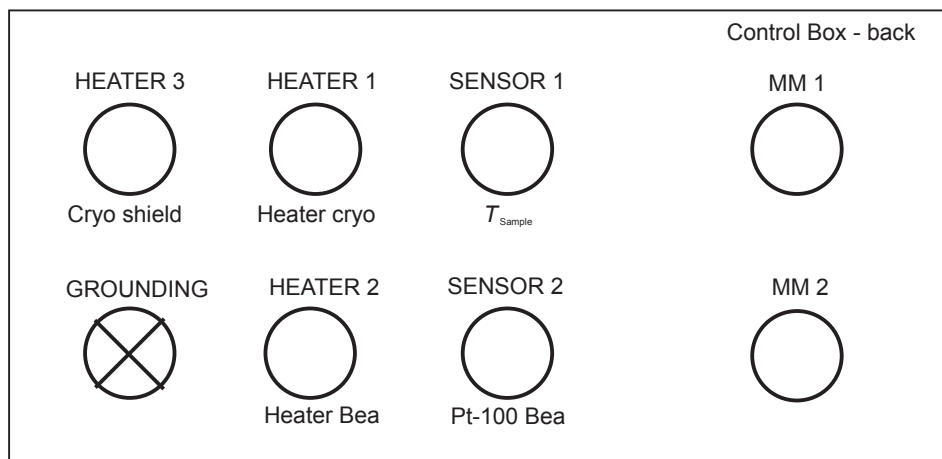 Control Box - back
HEATER 3 HEATER 1 SENSOR 1 MM 1
Cryo shield Heater cryo T Sample
GROUNDING HEATER 2 SENSOR 2 MM 2
Heater Bea Pt-100 Bea